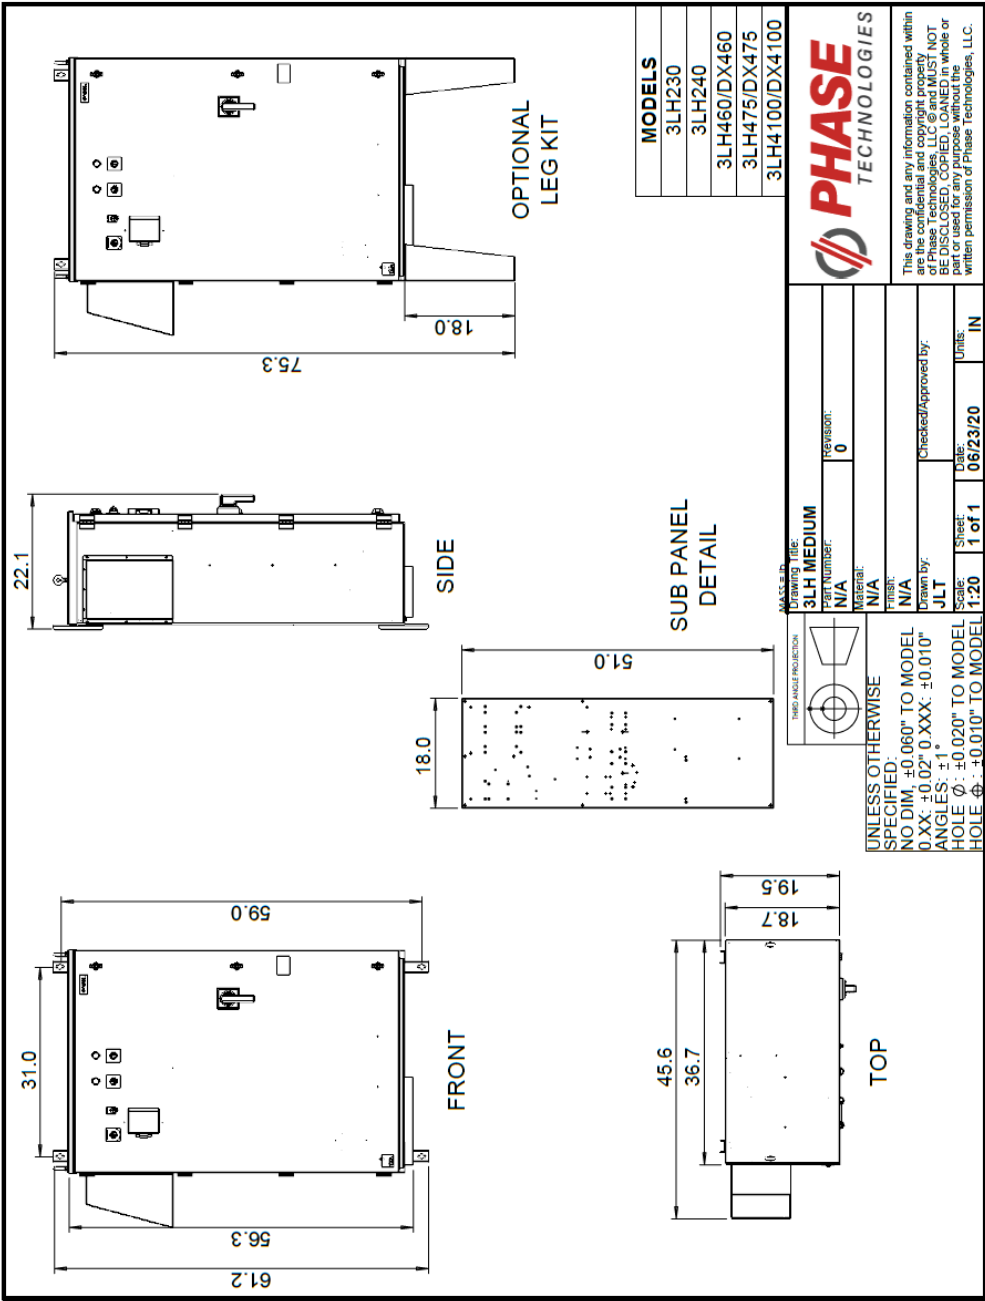 31.0
59.0
56.3
61.2
FRONT
22.1
SIDE
75.3
18.0
OPTIONAL
LEG KIT
45.6
36.7
19.5
18.7
TOP
18.0
51.0
SUB PANEL
DETAIL
MODELS
3LH230
3LH240
3LH460/DX460
3LH475/DX475
3LH4100/DX4100
UNLESS OTHERWISE
SPECIFIED:
NO DIM, ±0.060" TO MODEL
0.XX: ±0.02" 0.XXX: ±0.010"
ANGLES: ±1°
HOLE ∅ : ±0.020" TO MODEL
HOLE ⌖ : ±0.010" TO MODEL
THIRD ANGLE PROJECTION
Drawing Title:
3LH MEDIUM
Part Number:
N/A
Revision:
0
Material:
N/A
Finish:
N/A
Drawn by:
JLT
Checked/Approved by:
Scale:
1:20
Sheet:
1 of 1
Date:
06/23/20
Units:
IN
PHASE
TECHNOLOGIES
This drawing and any information contained within
are the confidential and copyright property
of Phase Technologies, LLC © and MUST NOT
BE DISCLOSED, COPIED, LOANED in whole or
part or used for any purpose without the
written permission of Phase Technologies, LLC.